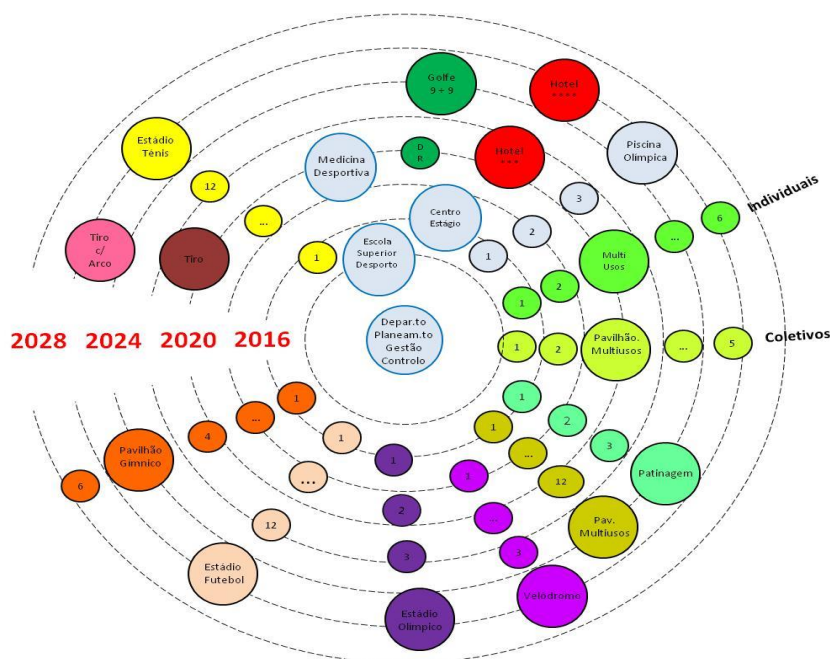 Golfe
9 + 9
Hotel
****
Estádio
Ténis
Medicina
Desportiva
D
R
Hotel
***
Piscina
Olímpica
12
...
Centro
Estágio
3
6
Individuais
Tiro
c/
Arco
Tiro
1
Escola
Superior
Desporto
1
2
...
Multi
Usos
1
2
2028
2024
2020
2016
Depar.to
Planeam.to
Gestão
Controlo
1
2
Pavilhão.
Multiusos
...
5
Coletivos
1
...
4
Pavilhão
Gímnico
6
1
...
12
Estádio
Futebol
1
2
3
Estádio
Olímpico
1
...
3
Velódromo
1
...
12
Pav.
Multiusos
1
2
3
Patinagem